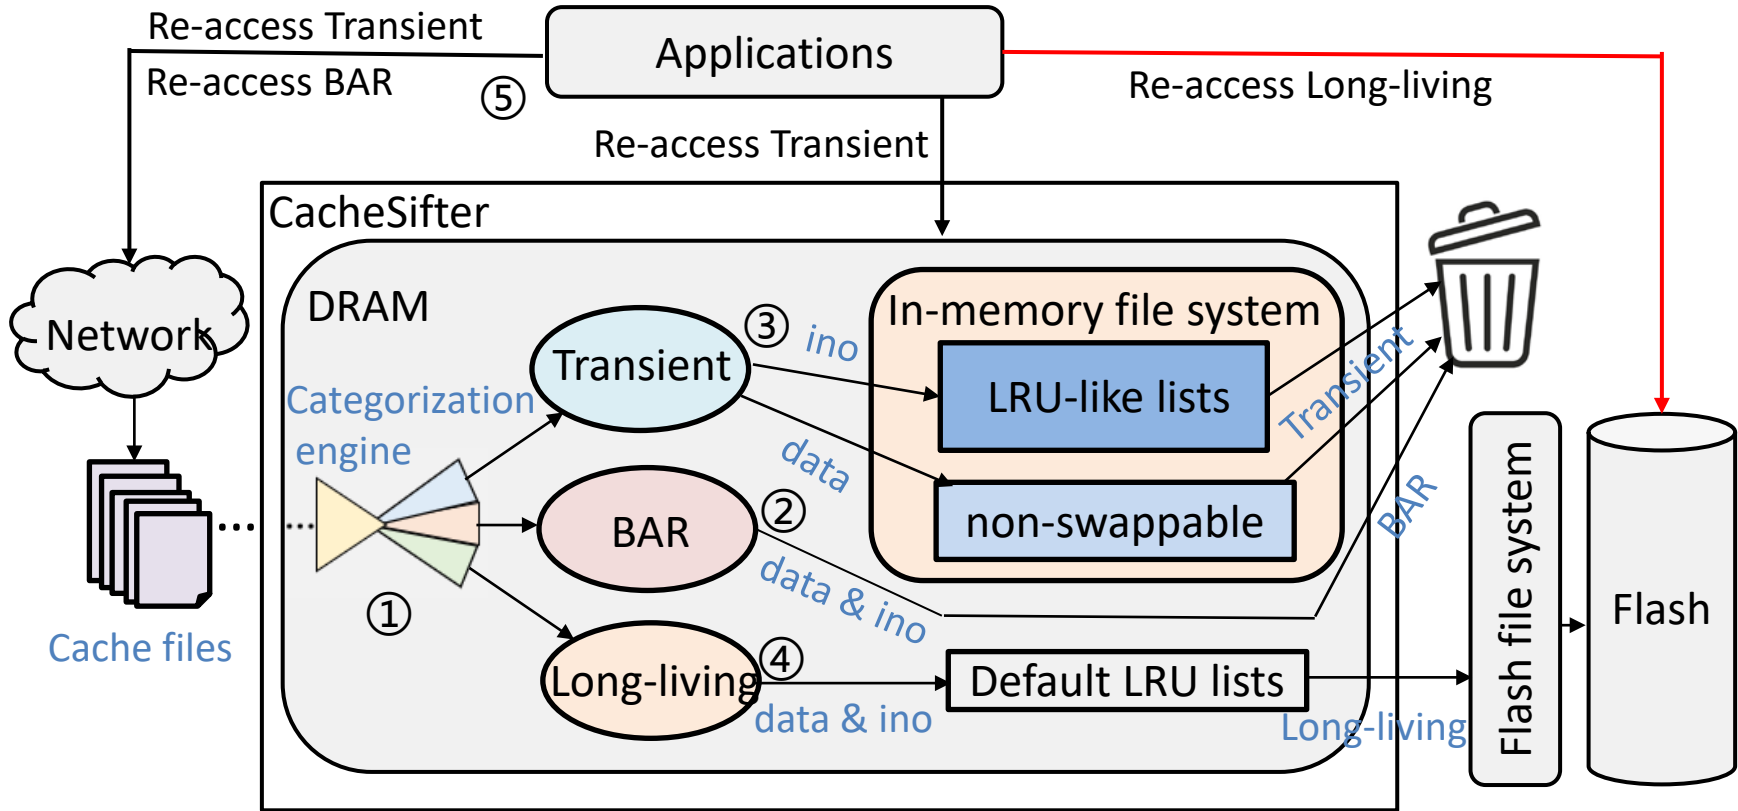 Re-access Transient
Applications
Re-access BAR
⑤
Re-access Long-living
Re-access Transient
CacheSifter
DRAM
Network
In-memory file system
③ ino
Transient
LRU-like lists
Transient
Categorization
engine
data
non-swappable
BAR
②
BAR
data & ino
①
Cache files
Long-living
④
data & ino
Default LRU lists
Long-living
Flash file system
Flash